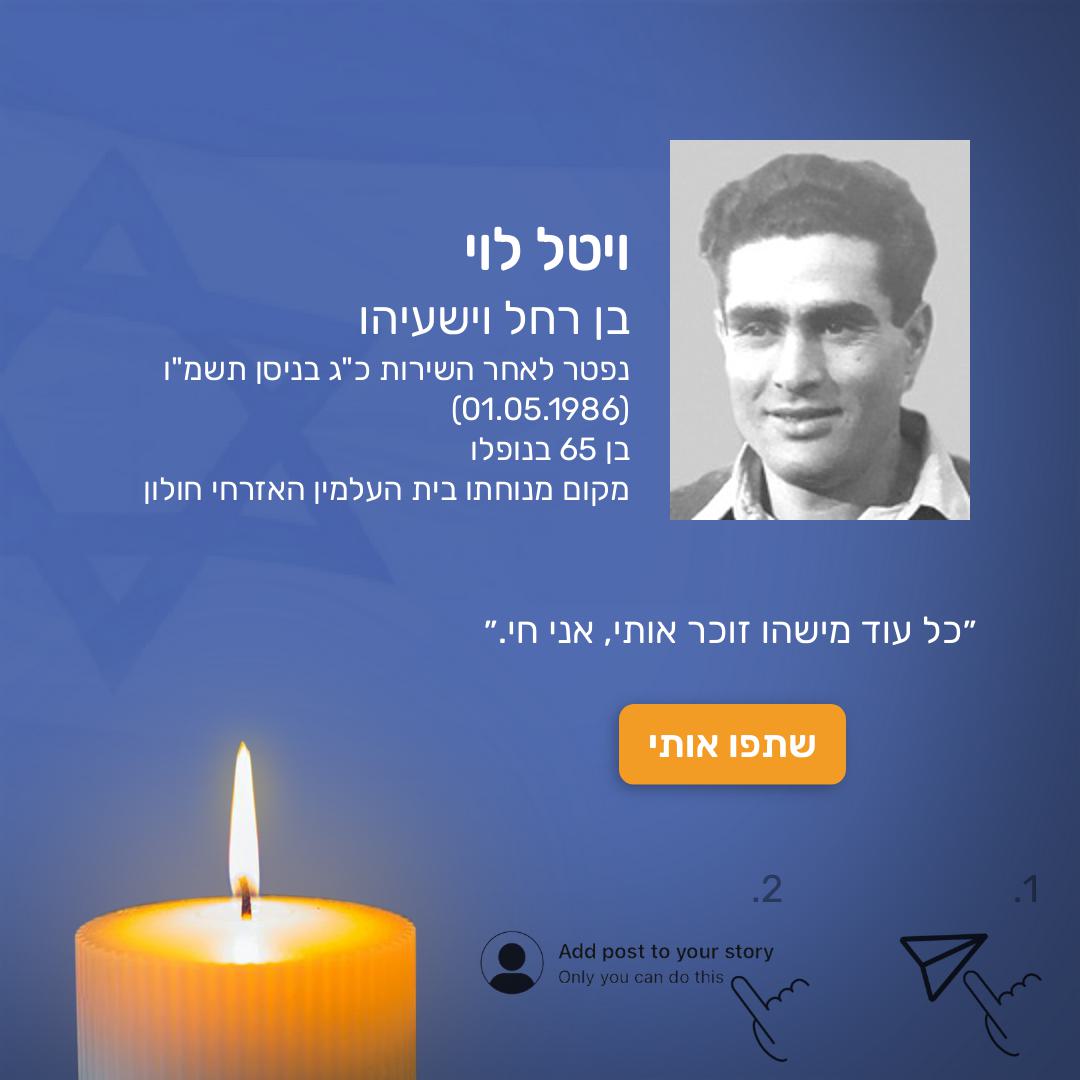 ויטל לוי
בן רחל וישעיהו
נפטר לאחר השירות כ"ג בניסן תשמ"ו
(01.05.1986)
בן 65 בנופלו
מקום מנוחתו בית העלמין האזרחי חולון
״כל עוד מישהו זוכר אותי, אני חי.״
שתפו אותי
1.
2.
Add post to your story
Only you can do this